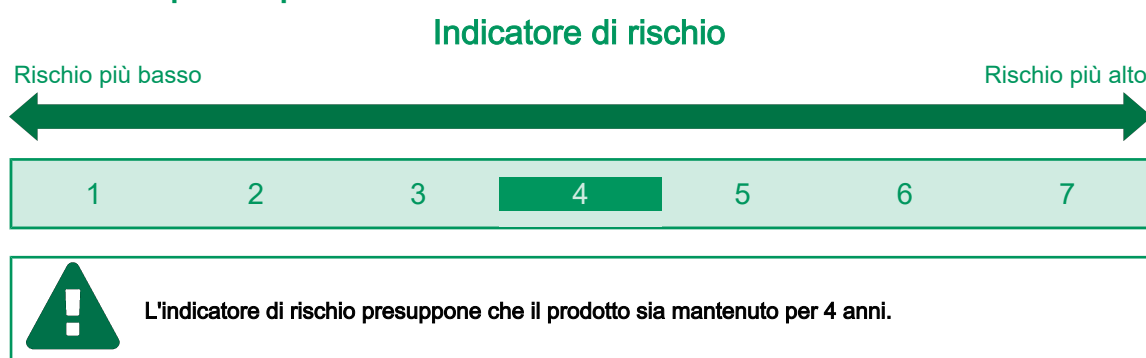 Indicatore di rischio
Rischio più basso Rischio più alto
1 2 3 4 5 6 7
L'indicatore di rischio presuppone che il prodotto sia mantenuto per 4 anni.